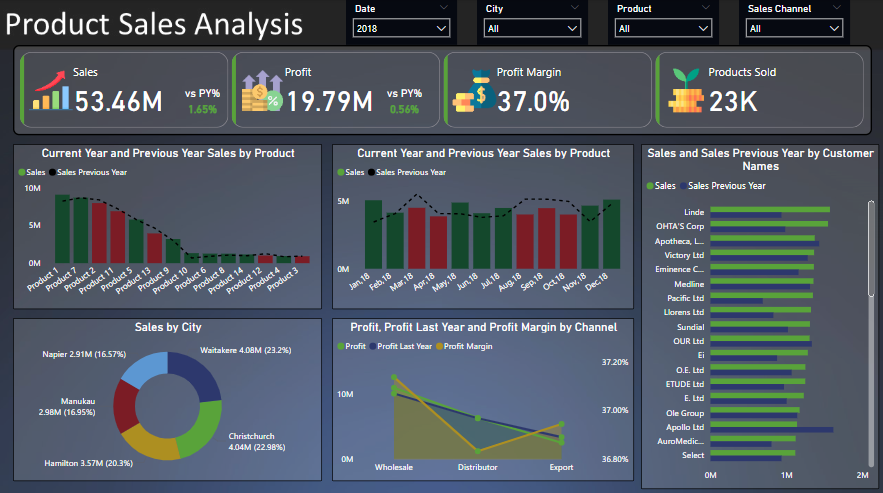 Product Sales Analysis
Date
2018
City
All
Product
All
Sales Channel
All
Sales
53.46M
vs PY%
1.65%
Profit
19.79M
vs PY%
0.56%
Profit Margin
37.0%
Products Sold
23K
Current Year and Previous Year Sales by Product
Sales Previous Year
10M
5M
0M
Product 1
Product 7
Product 2
Product 11
Product 5
Product 13
Product 9
Product 10
Product 6
Product 8
Product 14
Product 12
Product 4
Product 3
Current Year and Previous Year Sales by Product
Sales Previous Year
5M
0M
Jan,18
Feb,18
Mar,18
Apr,18
May,18
Jun,18
Jul,18
Aug,18
Sep,18
Oct,18
Nov,18
Dec,18
Sales and Sales Previous Year by Customer
Names
Sales Sales Previous Year
Linde
OHTA'S Corp
Apotheca, L...
Victory Ltd
Eminence C...
Medline
Pacific Ltd
Llorens Ltd
Sundial
OUR Ltd
Ei
O.E. Ltd
ETUDE Ltd
E. Ltd
Ole Group
Apollo Ltd
AuroMedic...
Select
0M 1M 2M
Sales by City
Napier 2.91M (16.57%)
Waitakere 4.08M (23.2%)
Manukau
2.98M (16.95%)
Christchurch
4.04M (22.98%)
Hamilton 3.57M (20.3%)
Profit, Profit Last Year and Profit Margin by Channel
Profit Profit Last Year Profit Margin
10M
0M
37.20%
37.00%
36.80%
Wholesale Distributor Export